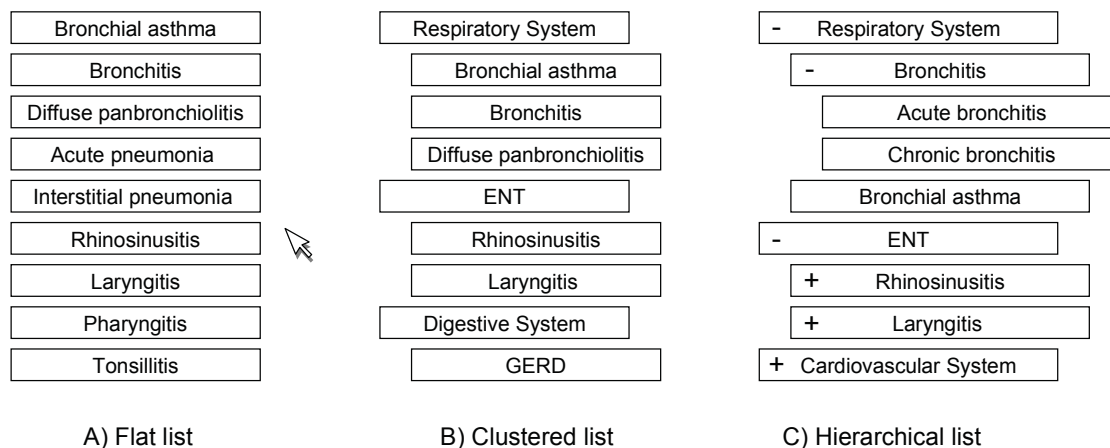 Bronchial asthma
Bronchitis
Diffuse panbronchiolitis
Acute pneumonia
Interstitial pneumonia
Rhinosinusitis
Laryngitis
Pharyngitis
Tonsillitis
A) Flat list
Respiratory System
Bronchial asthma
Bronchitis
Diffuse panbronchiolitis
ENT
Rhinosinusitis
Laryngitis
Digestive System
GERD
B) Clustered list
- Respiratory System
- Bronchitis
Acute bronchitis
Chronic bronchitis
Bronchial asthma
- ENT
+ Rhinosinusitis
+ Laryngitis
+ Cardiovascular System
C) Hierarchical list